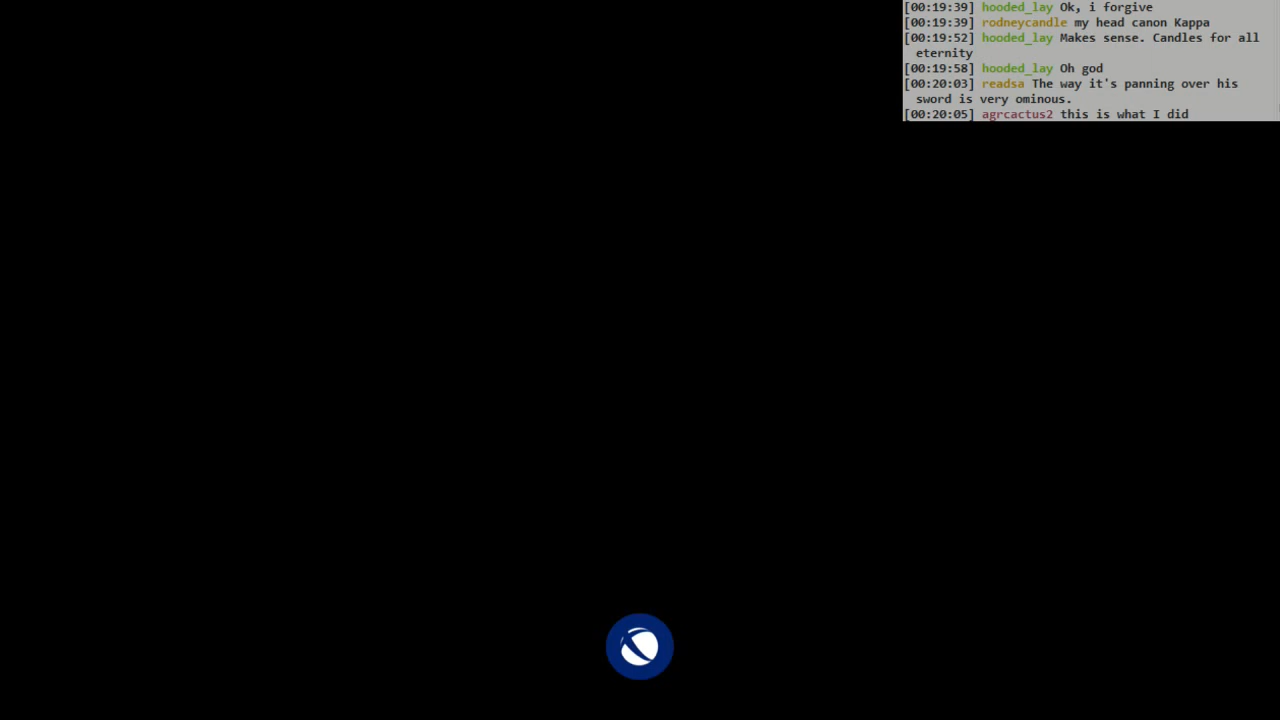 [00:19:39] hooded_lay Ok, i forgive
[00:19:39] rodneycandle my head canon Kappa
[00:19:52] hooded_lay Makes sense. Candles for all
eternity
[00:19:58] hooded_lay Oh god
[00:20:03] readsa The way it's panning over his
sword is very ominous.
[00:20:05] agrcactus2 this is what I did